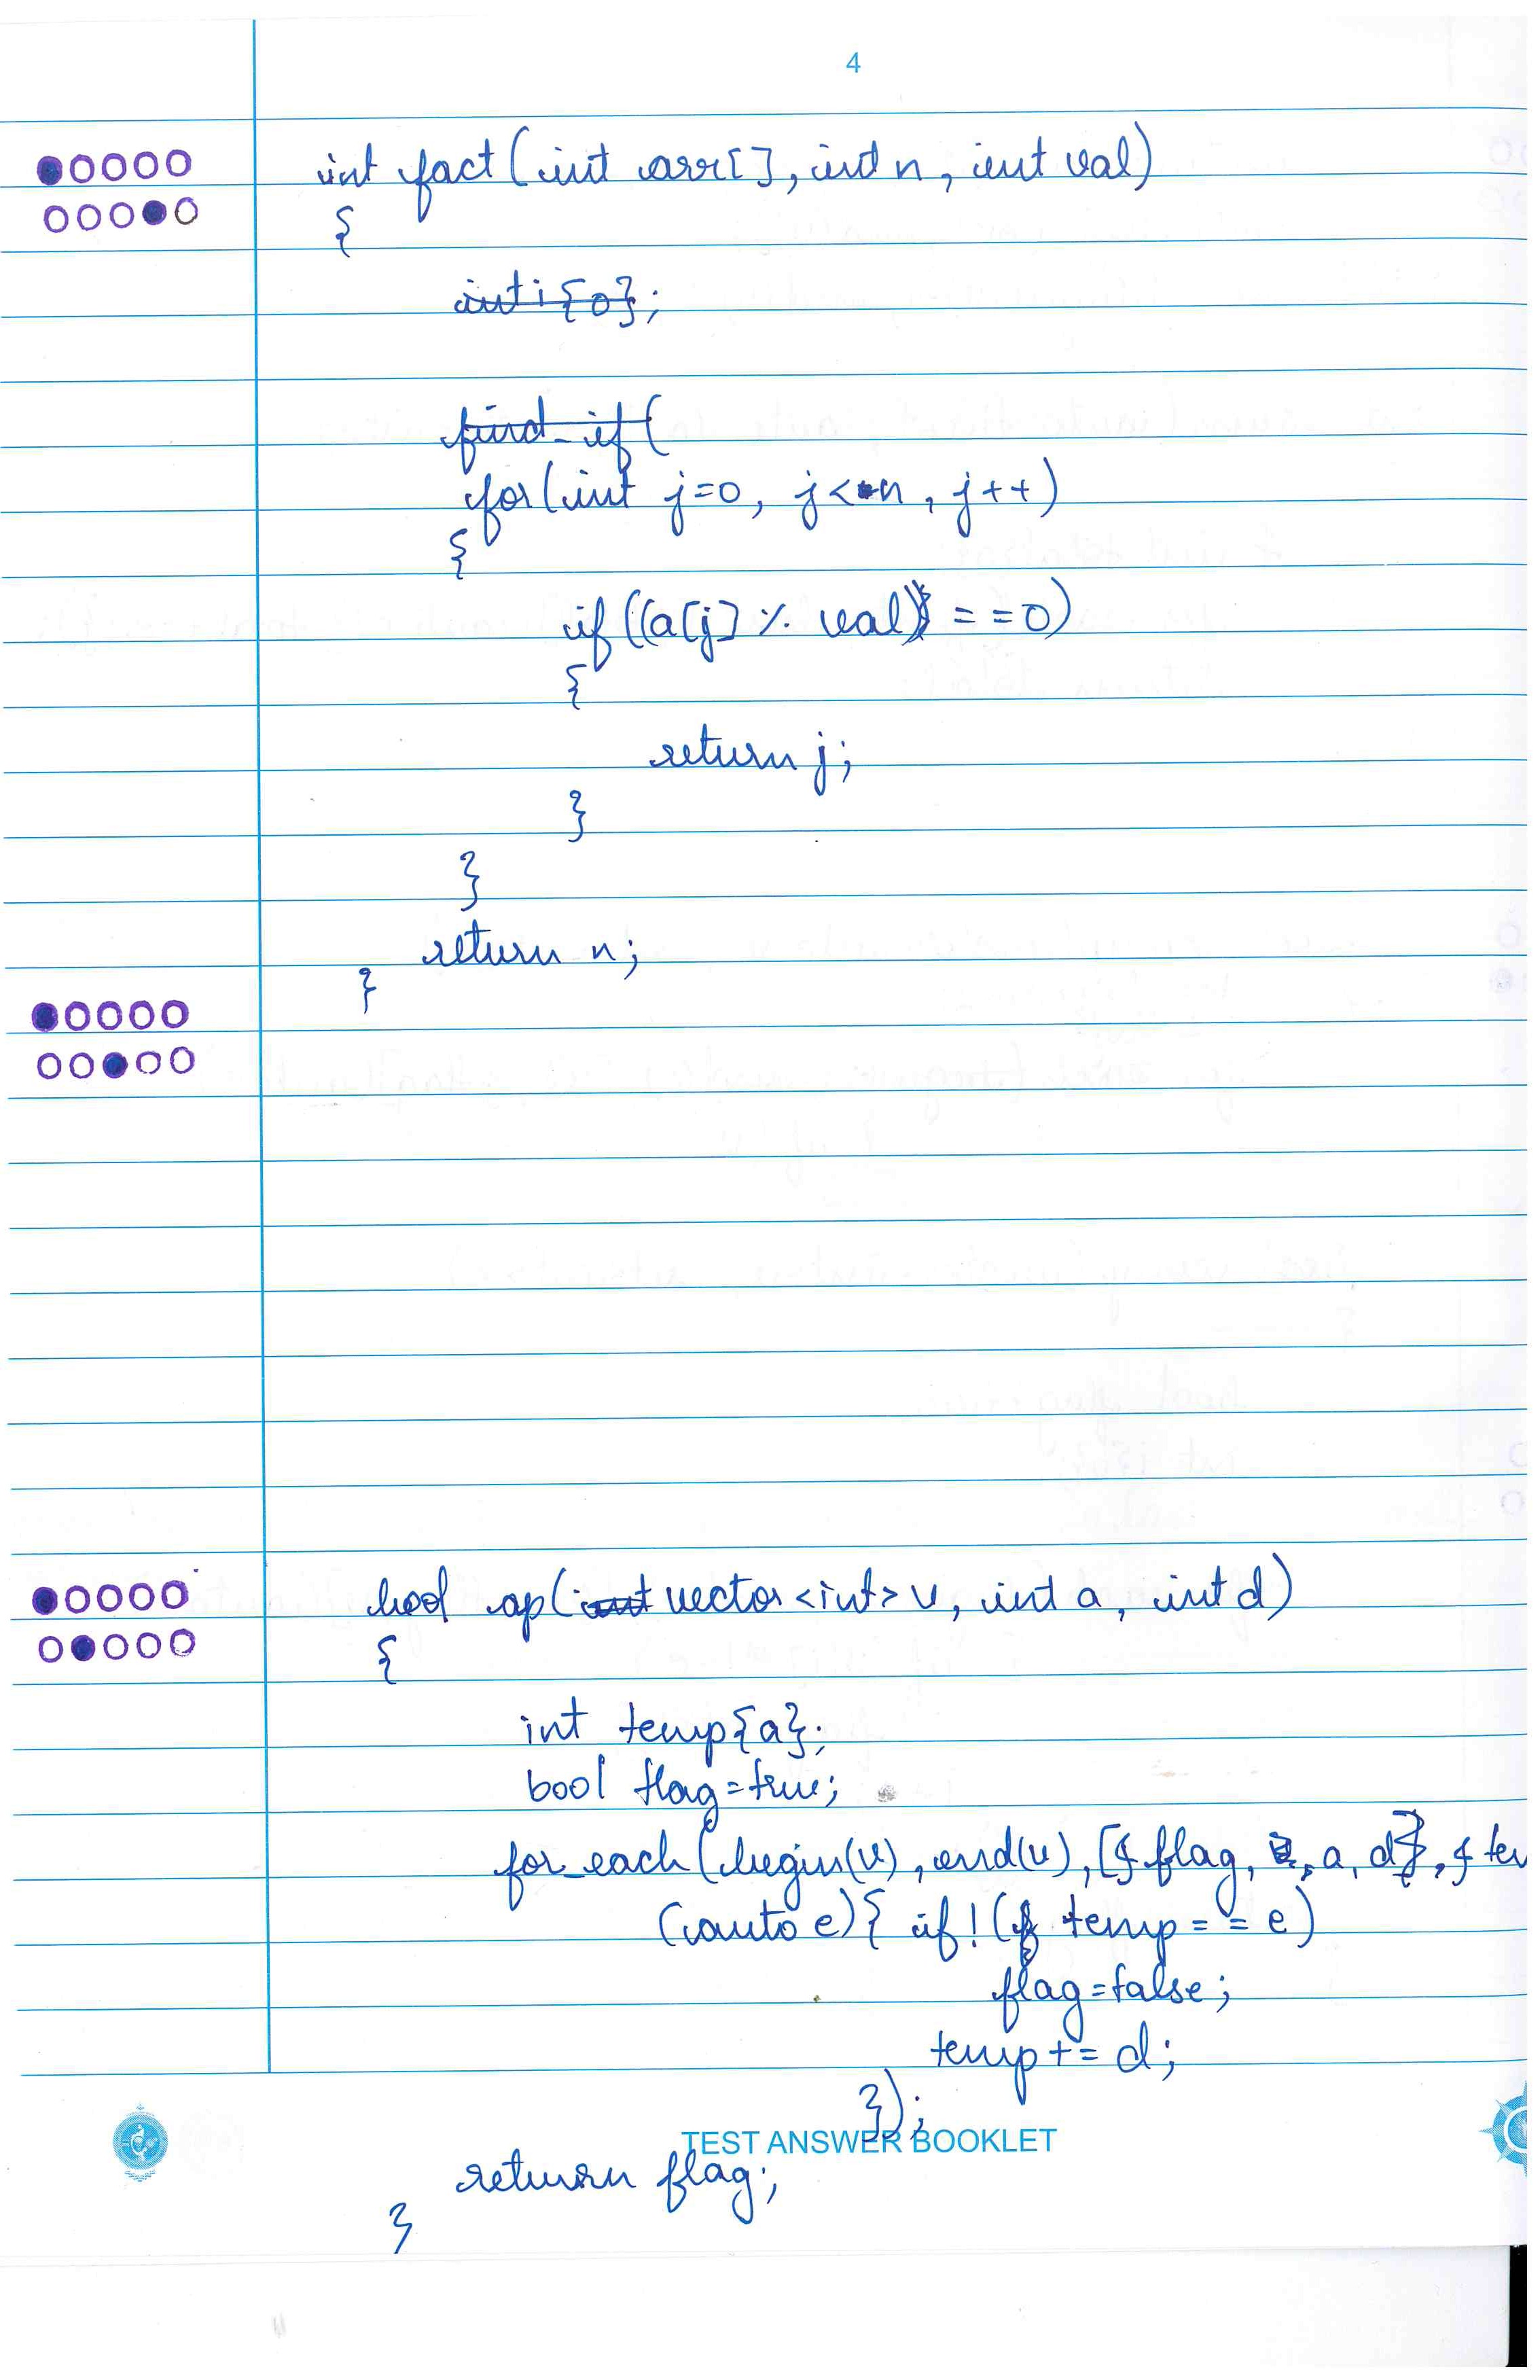 4
int fact(int arr[], int n, int val)
{
int i{0};
find_if(
for(int j=0, j<n, j++)
{
if((a[j] % val) ==0)
{
return j;
}
}
return n;
}
bool ap(int vector<int> v, int a, int d)
{
int temp{a};
bool flag=true;
for_each(begin(v), end(v), [& flag, a, d, &
(auto e){ if!( temp == e)
flag=false;
temp += d;
});
TEST ANSWER BOOKLET
return flag;
}